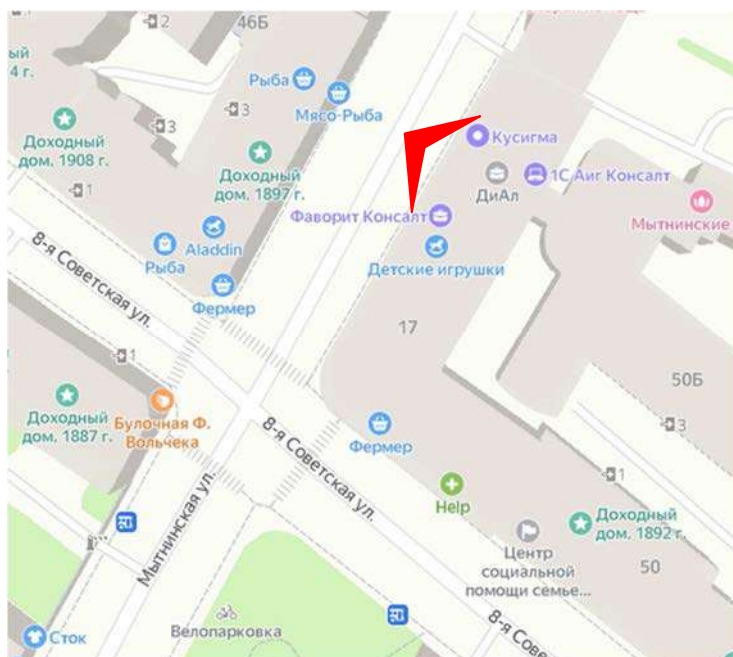 2
46Б
ый
4 г.
Рыба
Мясо-Рыба
3
3
Доходный
дом. 1908 г.
Доходный
дом. 1897 г.
1
Кусигма
ДиАл
1С Аиг Консалт
Мытнинские
Фаворит Консалт
Детские игрушки
Aladdin
Рыба
Фермер
8-я Советская ул.
17
50Б
1
3
Доходный
дом. 1887 г.
Булочная Ф.
Вольчека
Фермер
8-я Советская ул.
1
Help
Доходный
дом. 1892 г.
Мытнинская ул.
Центр
социальной
помощи семье...
50
Велопарковка
8-я Сове
Сток